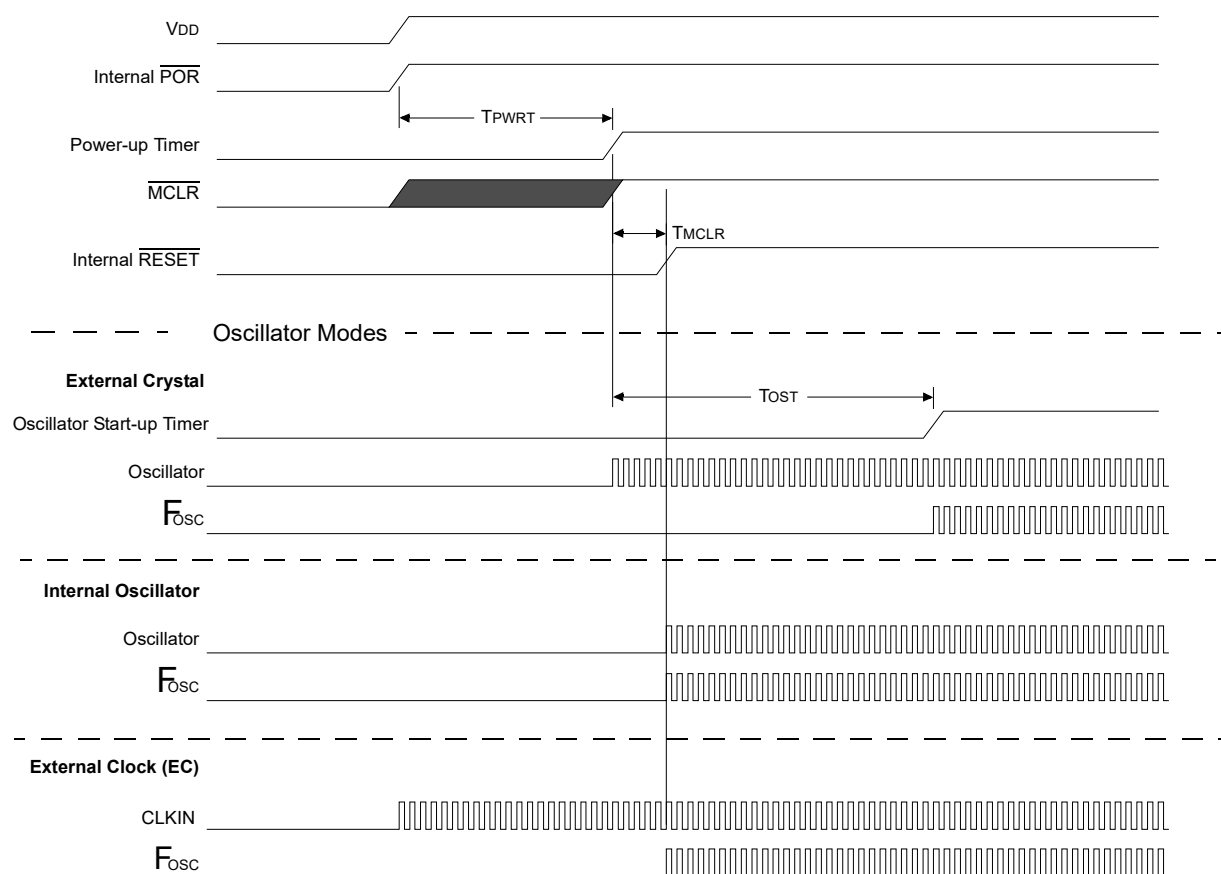 VDD
Internal POR
TPWRT
Power-up Timer
MCLR
TMCLR
Internal RESET
Oscillator Modes
External Crystal
TOST
Oscillator Start-up Timer
Oscillator
FOSC
Internal Oscillator
Oscillator
FOSC
External Clock (EC)
CLKIN
FOSC